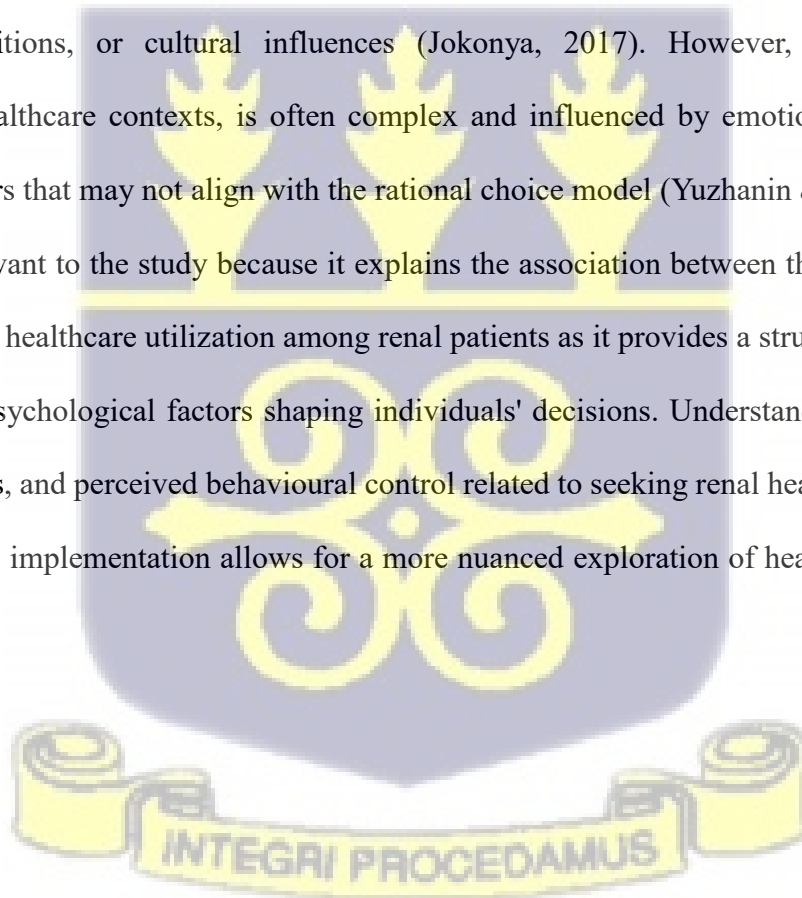 itions, or cultural influences (Jokonya, 2017). However,
althcare contexts, is often complex and influenced by emotio
rs that may not align with the rational choice model (Yuzhanin
vant to the study because it explains the association between th
healthcare utilization among renal patients as it provides a stru
sychological factors shaping individuals' decisions. Understan
s, and perceived behavioural control related to seeking renal hea
implementation allows for a more nuanced exploration of hea
INTEGRI PROCEDAMUS